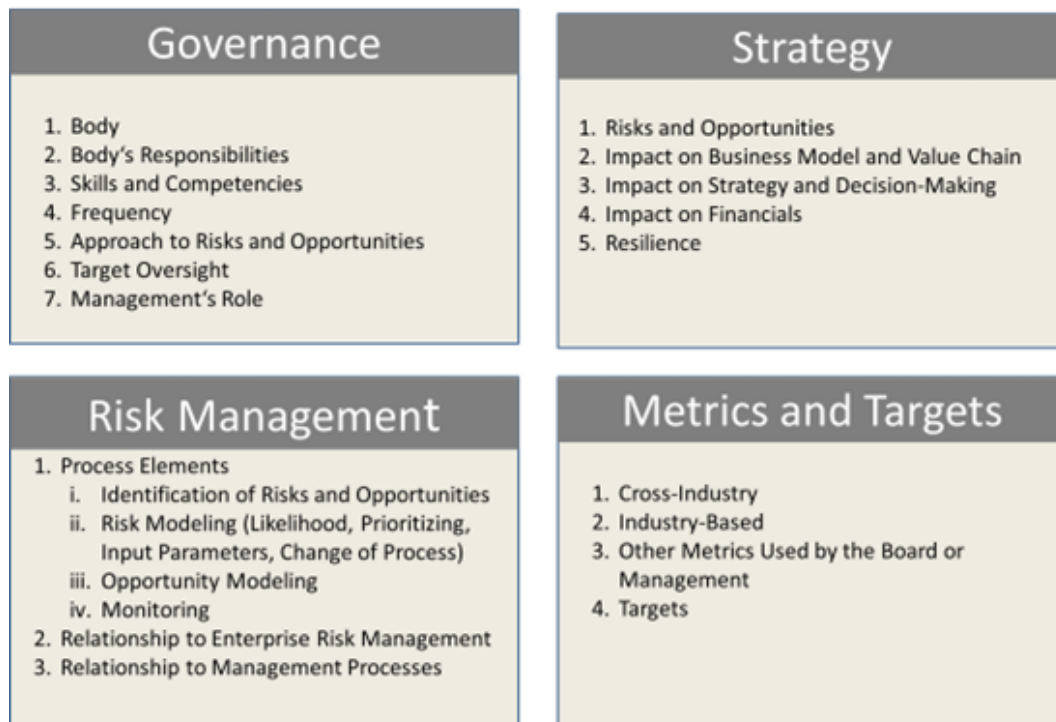 Governance
1. Body
2. Body‘s Responsibilities
3. Skills and Competencies
4. Frequency
5. Approach to Risks and Opportunities
6. Target Oversight
7. Management‘s Role
Strategy
1. Risks and Opportunities
2. Impact on Business Model and Value Chain
3. Impact on Strategy and Decision-Making
4. Impact on Financials
5. Resilience
Risk Management
1. Process Elements
i. Identification of Risks and Opportunities
ii. Risk Modeling (Likelihood, Prioritizing,
Input Parameters, Change of Process)
iii. Opportunity Modeling
iv. Monitoring
2. Relationship to Enterprise Risk Management
3. Relationship to Management Processes
Metrics and Targets
1. Cross-Industry
2. Industry-Based
3. Other Metrics Used by the Board or
Management
4. Targets